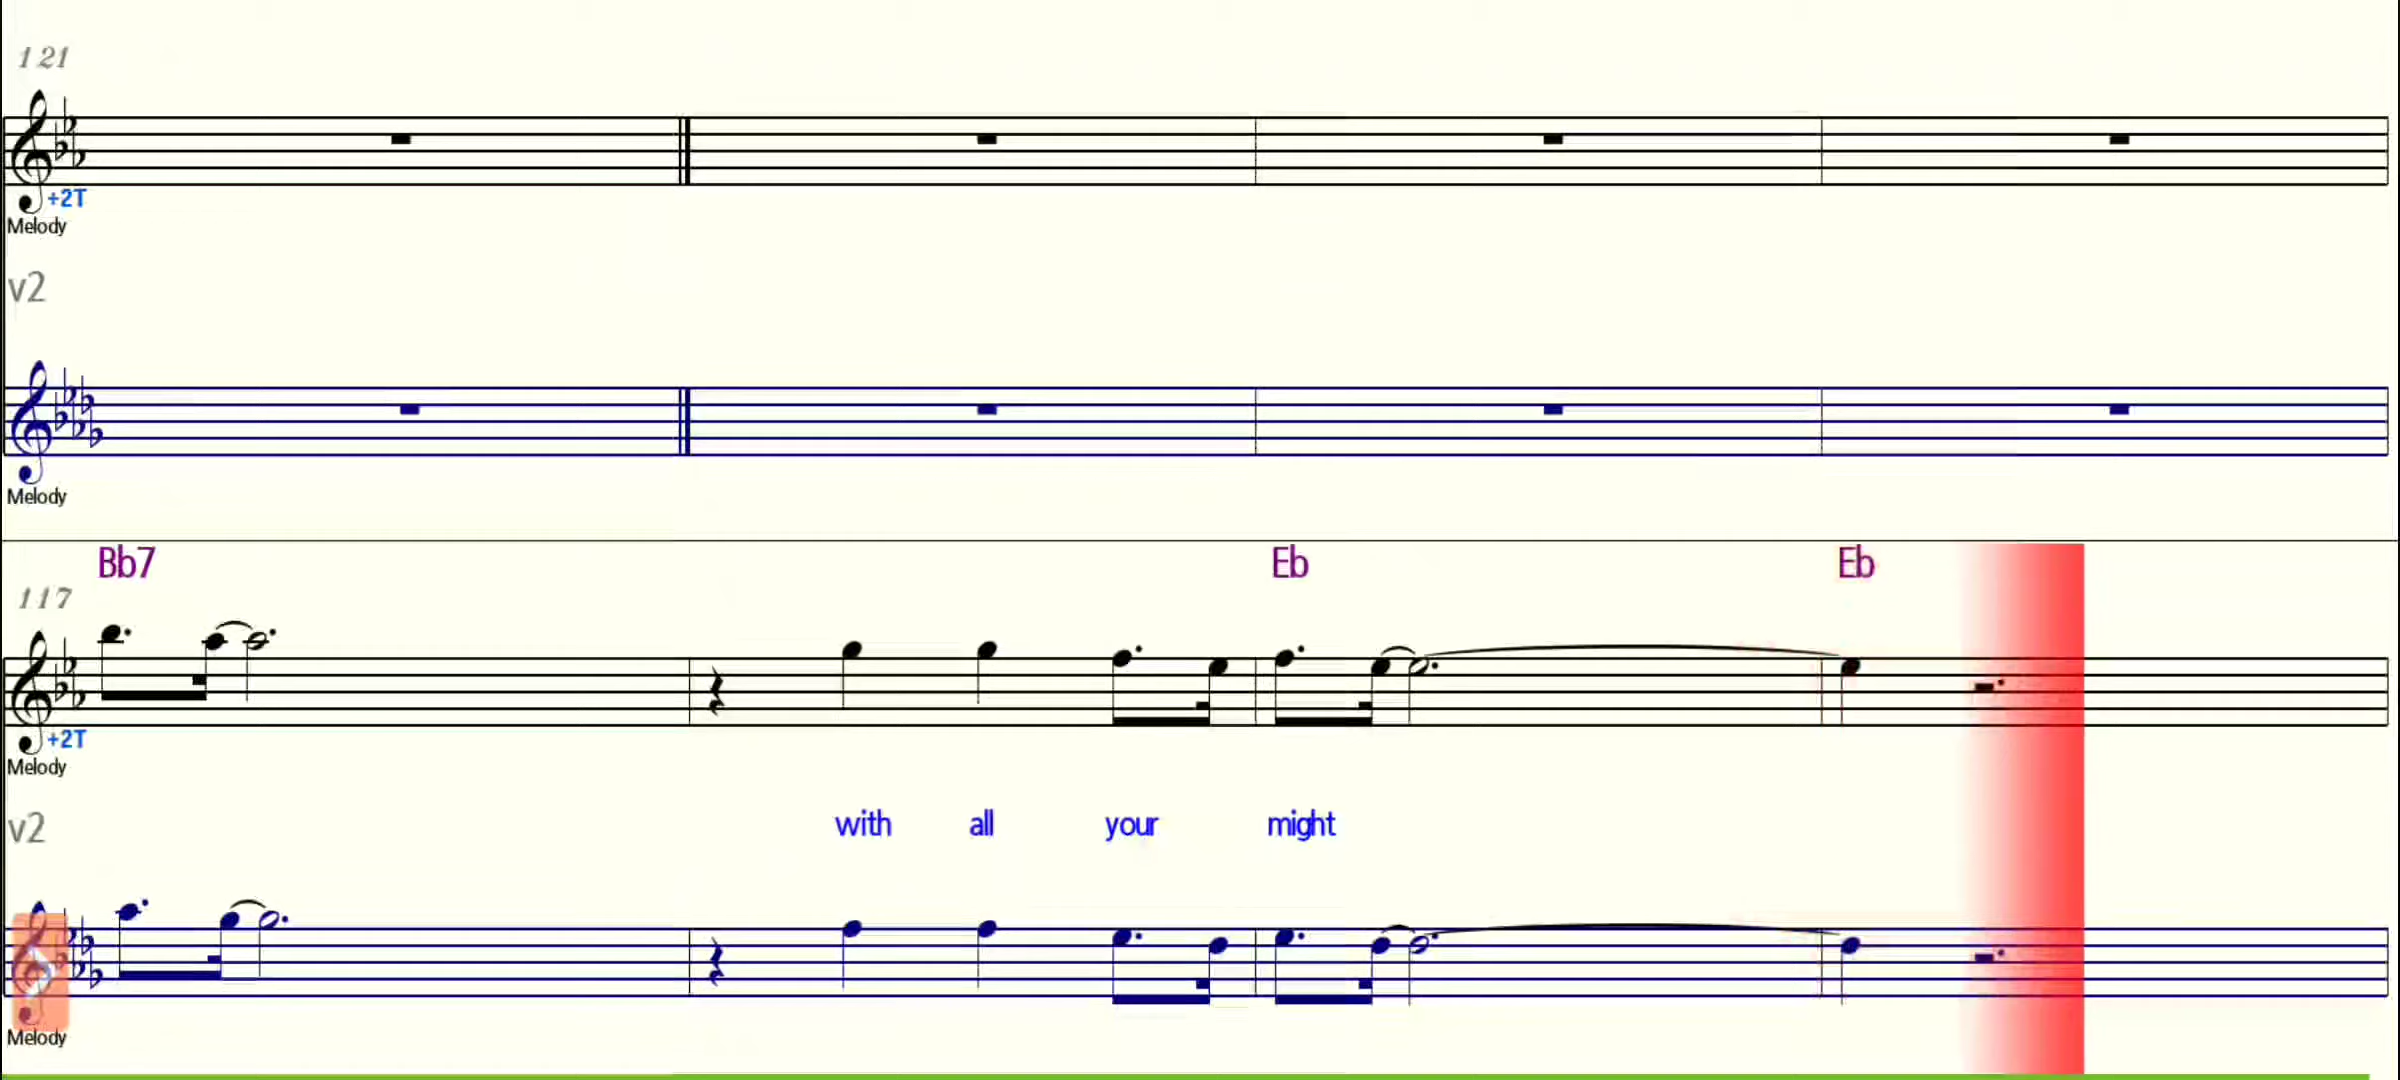 121
+2T
Melody
v2
Melody
Bb7 Eb Eb
117
+2T
Melody
v2
with all your might
Melody